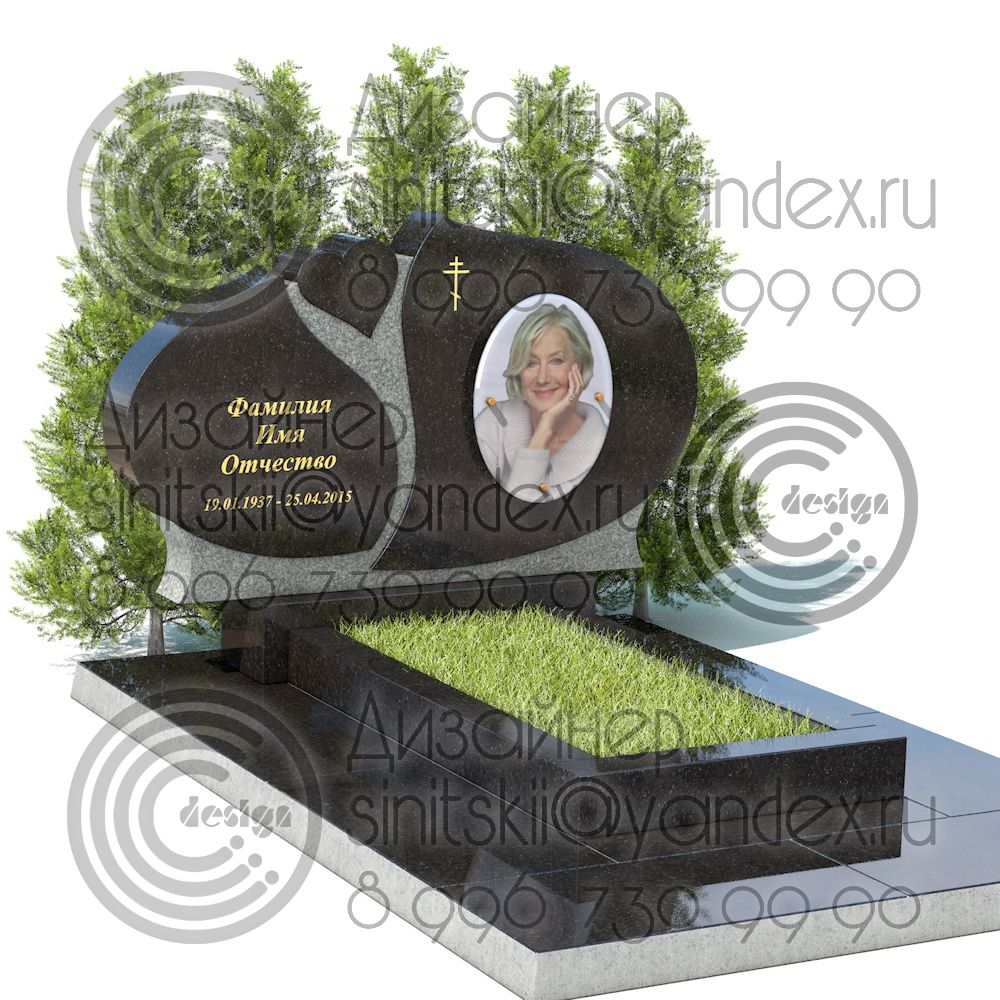 design
Дизайнер
sinitskii@yandex.ru
8 996 730 99 90
Фамилия
Имя
Отчество
19.01.1937 - 25.04.2015
Дизайнер
sinitskii@yandex.ru
8 996 730 99 90
design
design
Дизайнер
sinitskii@yandex.ru
8 996 730 99 90